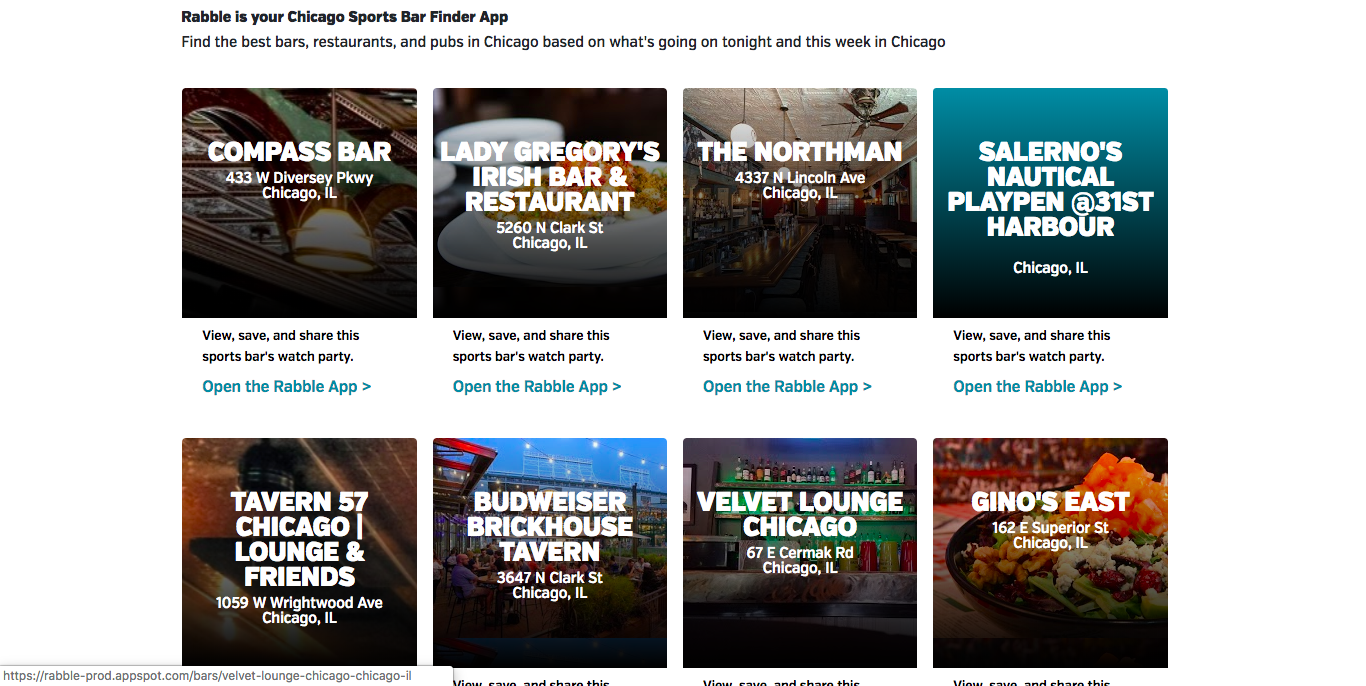 Rabble is your Chicago Sports Bar Finder App
Find the best bars, restaurants, and pubs in Chicago based on what's going on tonight and this week in Chicago
COMPASS BAR
433 W Diversey Pkwy
Chicago, IL
LADY GREGORY'S
IRISH BAR &
RESTAURANT
5260 N Clark St
Chicago, IL
THE NORTHMAN
4337 N Lincoln Ave
Chicago, IL
SALERNO'S
NAUTICAL
PLAYPEN @31ST
HARBOUR
Chicago, IL
View, save, and share this
sports bar's watch party.
Open the Rabble App >
View, save, and share this
sports bar's watch party.
Open the Rabble App >
View, save, and share this
sports bar's watch party.
Open the Rabble App >
View, save, and share this
sports bar's watch party.
Open the Rabble App >
TAVERN 57
CHICAGO |
LOUNGE &
FRIENDS
1059 W Wrightwood Ave
Chicago, IL
BUDWEISER
BRICKHOUSE
TAVERN
3647 N Clark St
Chicago, IL
VELVET LOUNGE
CHICAGO
67 E Cermak Rd
Chicago, IL
GINO'S EAST
162 E Superior St
Chicago, IL
https://rabble-prod.appspot.com/bars/velvet-lounge-chicago-chicago-il
View, save, and share this
View, save, and share this
View, save, and share this